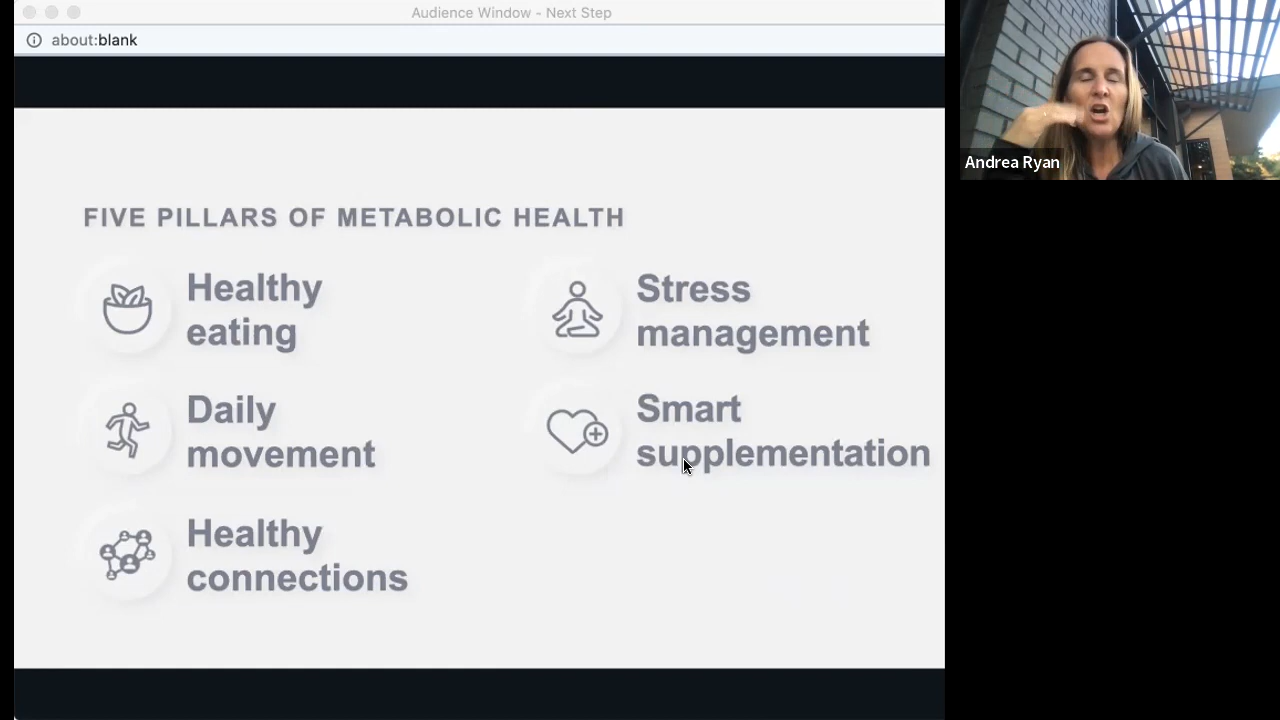 Audience Window - Next Step
about:blank
FIVE PILLARS OF METABOLIC HEALTH
Healthy
eating
Stress
management
Daily
movement
Smart
supplementation
Healthy
connections
Andrea Ryan